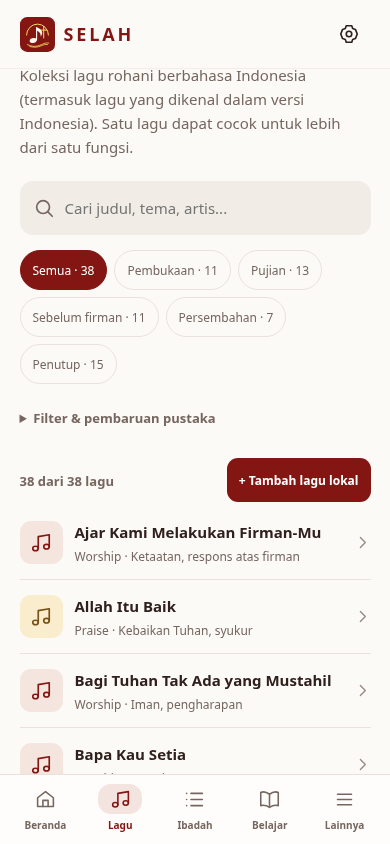 SELAH
Koleksi lagu rohani berbahasa Indonesia
(termasuk lagu yang dikenal dalam versi
Indonesia). Satu lagu dapat cocok untuk lebih
dari satu fungsi.
Cari judul, tema, artis...
Semua · 38
Pembukaan · 11
Pujian · 13
Sebelum firman · 11
Persembahan · 7
Penutup · 15
Filter & pembaruan pustaka
38 dari 38 lagu
+ Tambah lagu lokal
Ajar Kami Melakukan Firman-Mu
Worship · Ketaatan, respons atas firman
Allah Itu Baik
Praise · Kebaikan Tuhan, syukur
Bagi Tuhan Tak Ada yang Mustahil
Worship · Iman, pengharapan
Bapa Kau Setia
Beranda
Lagu
Ibadah
Belajar
Lainnya